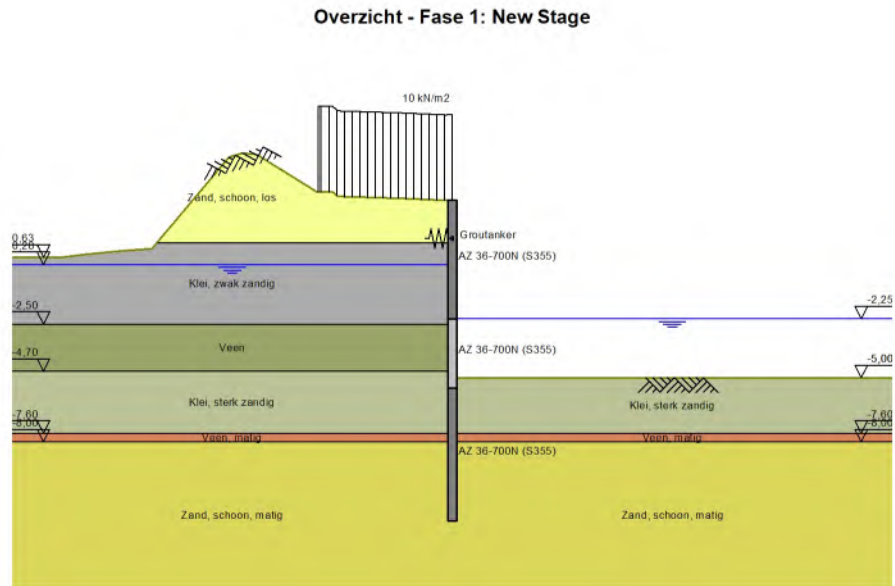 Overzicht - Fase 1: New Stage
10 kN/m2
Zand, schoon, los
Groutanker
0,63
0,20
AZ 36-700N (S355)
Klei, zwak zandig
-2,50
-2,25
Veen
AZ 36-700N (S355)
-4,70
-5,00
Klei, sterk zandig
Klei, sterk zandig
-7,60
-7,60
-8,00
-8,00
Veen, matig
Veen, matig
AZ 36-700N (S355)
Zand, schoon, matig
Zand, schoon, matig